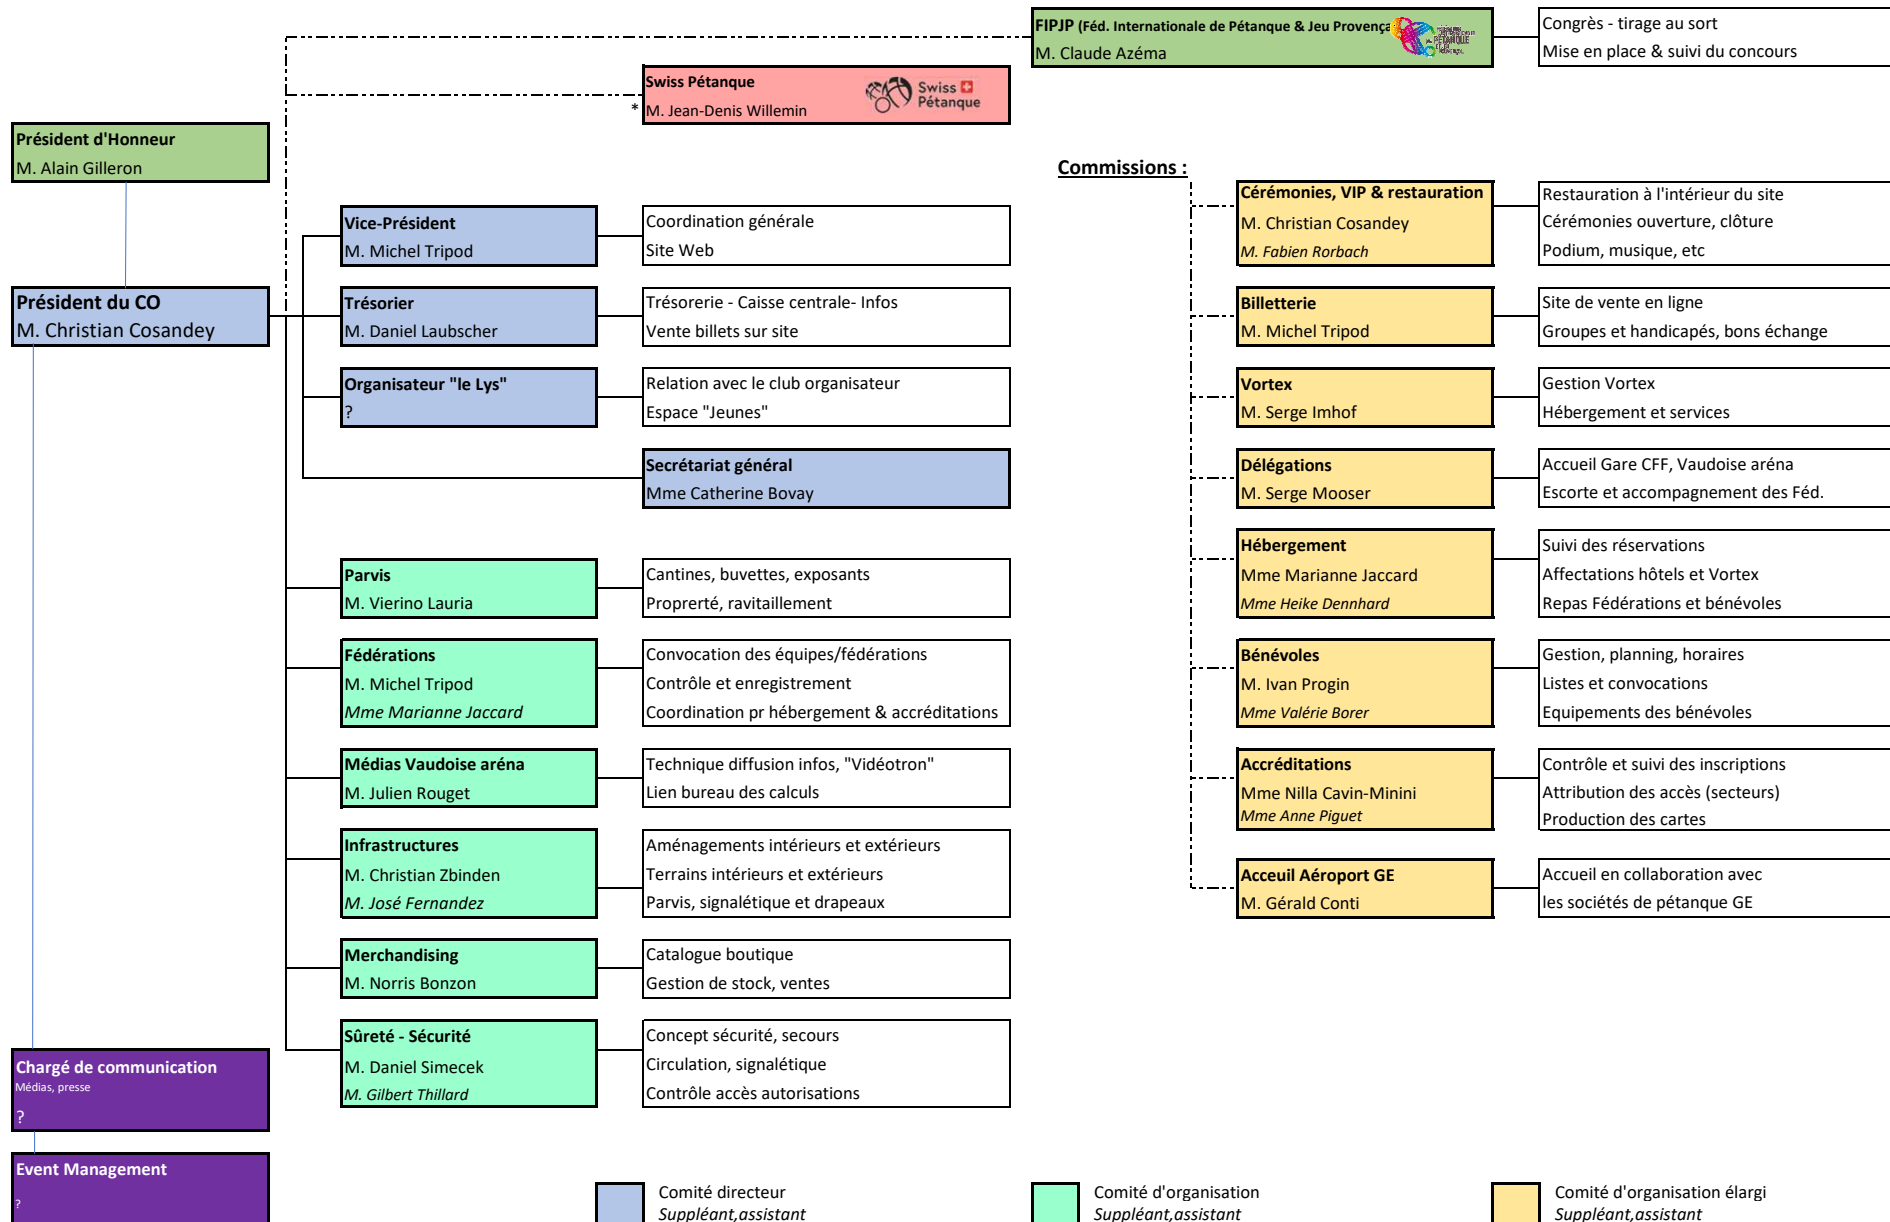 FIPJP (Féd. Internationale de Pétanque & Jeu Provença
M. Claude Azéma
Congrès - tirage au sort
Mise en place & suivi du concours
Swiss Pétanque
* M. Jean-Denis Willemin
Swiss
Pétanque
Président d'Honneur
M. Alain Gilleron
Président du CO
M. Christian Cosandey
Vice-Président
M. Michel Tripod
Coordination générale
Site Web
Trésorier
M. Daniel Laubscher
Trésorerie - Caisse centrale- Infos
Vente billets sur site
Organisateur "le Lys"
?
Relation avec le club organisateur
Espace "Jeunes"
Secrétariat général
Mme Catherine Bovay
Parvis
M. Vierino Lauria
Cantines, buvettes, exposants
Proprerté, ravitaillement
Fédérations
M. Michel Tripod
Mme Marianne Jaccard
Convocation des équipes/fédérations
Contrôle et enregistrement
Coordination pr hébergement & accréditations
Médias Vaudoise aréna
M. Julien Rouget
Technique diffusion infos, "Vidéotron"
Lien bureau des calculs
Infrastructures
M. Christian Zbinden
M. José Fernandez
Aménagements intérieurs et extérieurs
Terrains intérieurs et extérieurs
Parvis, signalétique et drapeaux
Merchandising
M. Norris Bonzon
Catalogue boutique
Gestion de stock, ventes
Sûreté - Sécurité
M. Daniel Simecek
M. Gilbert Thillard
Concept sécurité, secours
Circulation, signalétique
Contrôle accès autorisations
Chargé de communication
Médias, presse
?
Event Management
?
Commissions :
Cérémonies, VIP & restauration
M. Christian Cosandey
M. Fabien Rorbach
Restauration à l'intérieur du site
Cérémonies ouverture, clôture
Podium, musique, etc
Billetterie
M. Michel Tripod
Site de vente en ligne
Groupes et handicapés, bons échange
Vortex
M. Serge Imhof
Gestion Vortex
Hébergement et services
Délégations
M. Serge Mooser
Accueil Gare CFF, Vaudoise aréna
Escorte et accompagnement des Féd.
Hébergement
Mme Marianne Jaccard
Mme Heike Dennhard
Suivi des réservations
Affectations hôtels et Vortex
Repas Fédérations et bénévoles
Bénévoles
M. Ivan Progin
Mme Valérie Borer
Gestion, planning, horaires
Listes et convocations
Equipements des bénévoles
Accréditations
Mme Nilla Cavin-Minini
Mme Anne Piguet
Contrôle et suivi des inscriptions
Attribution des accès (secteurs)
Production des cartes
Acceuil Aéroport GE
M. Gérald Conti
Accueil en collaboration avec
les sociétés de pétanque GE
Comité directeur
Suppléant,assistant
Comité d'organisation
Suppléant,assistant
Comité d'organisation élargi
Suppléant,assistant